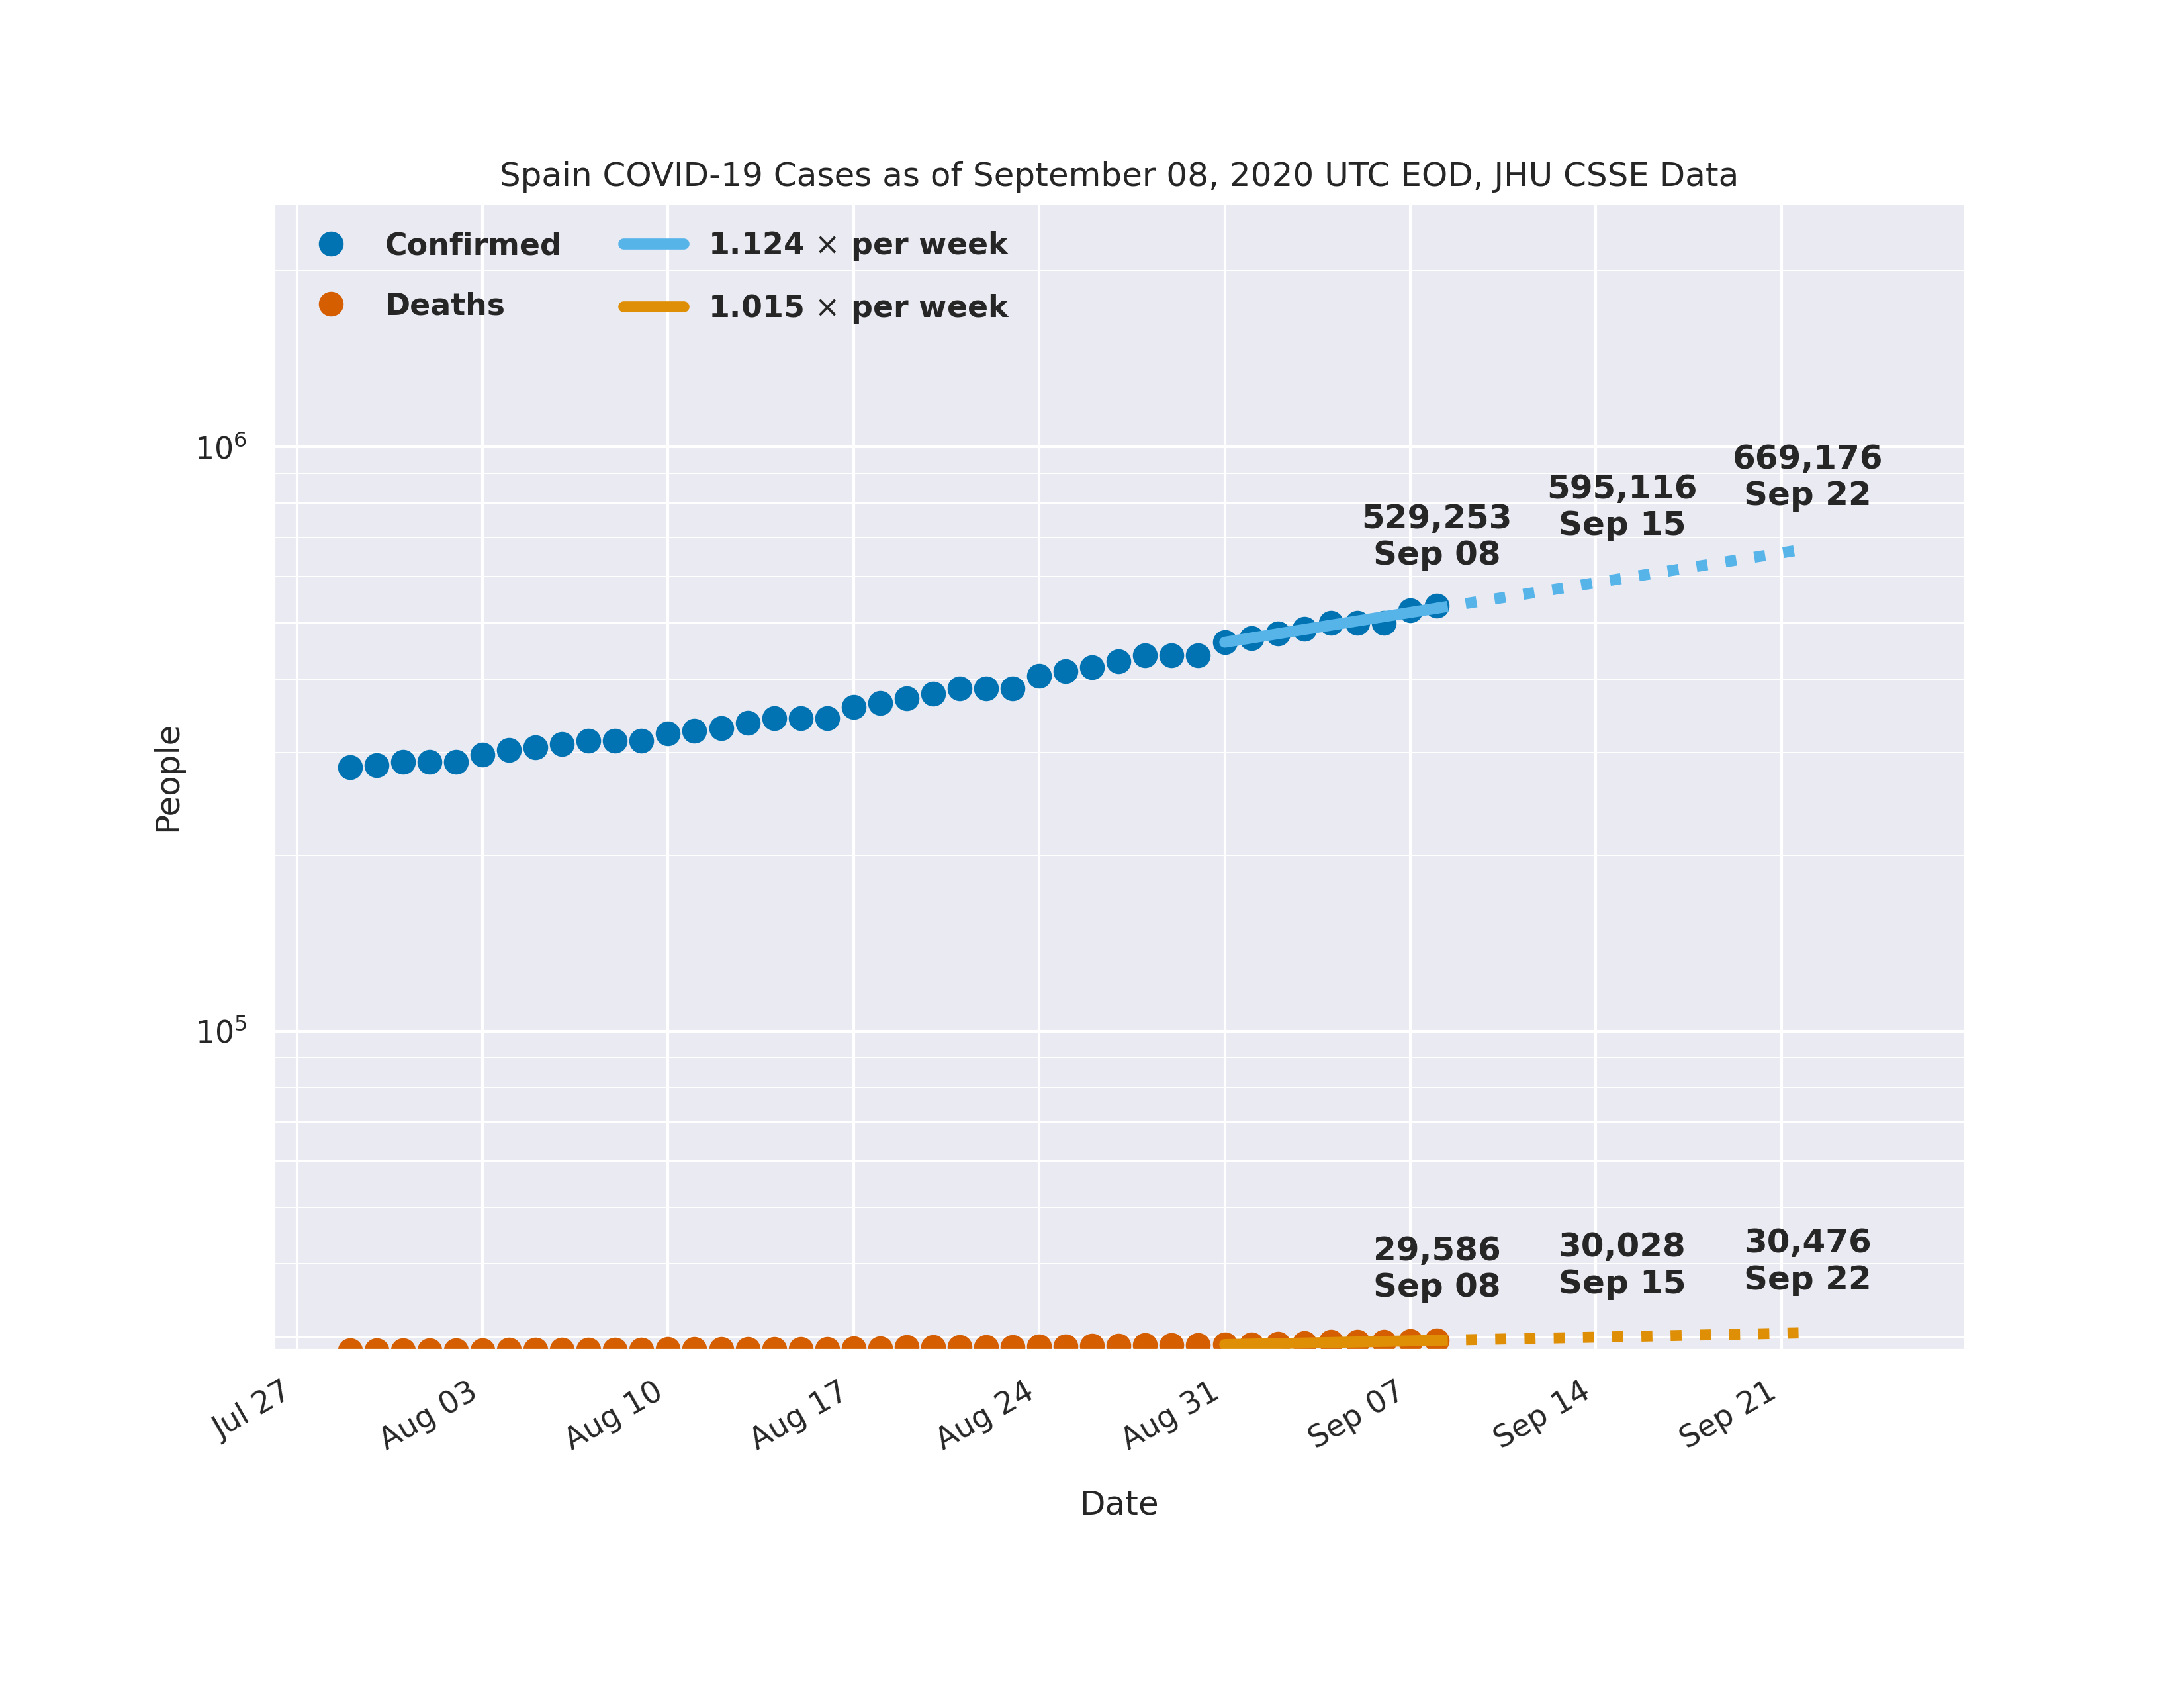 Spain COVID-19 Cases as of September 08, 2020 UTC EOD, JHU CSSE Data
Confirmed
Deaths
1.124 × per week
1.015 × per week
People
10⁶
10⁵
529,253
Sep 08
595,116
Sep 15
669,176
Sep 22
29,586
Sep 08
30,028
Sep 15
30,476
Sep 22
Jul 27
Aug 03
Aug 10
Aug 17
Aug 24
Aug 31
Sep 07
Sep 14
Sep 21
Date